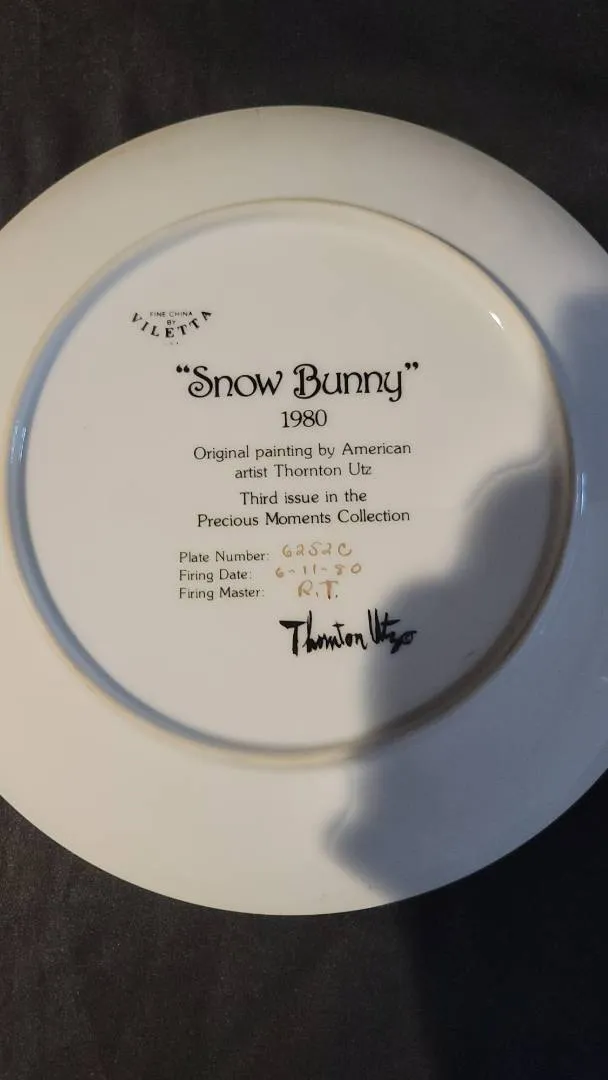 FINE CHINA
BY
VILETTA
“Snow Bunny”
1980
Original painting by American
artist Thornton Utz
Third issue in the
Precious Moments Collection
Plate Number: 6252C
Firing Date: 6-11-80
Firing Master: R.T.
Thornton Utz